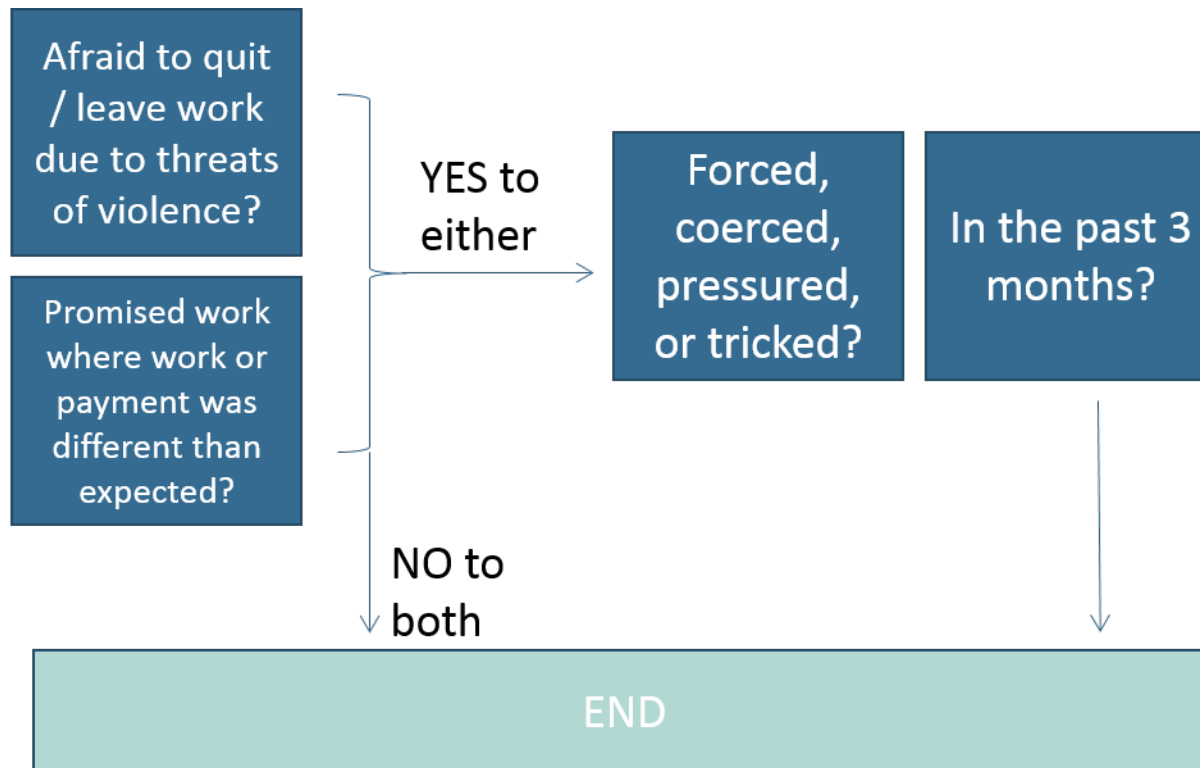 Afraid to quit
/ leave work
due to threats
of violence?
Promised work
where work or
payment was
different than
expected?
YES to
either
Forced,
coerced,
pressured,
or tricked?
In the past 3
months?
NO to
both
END